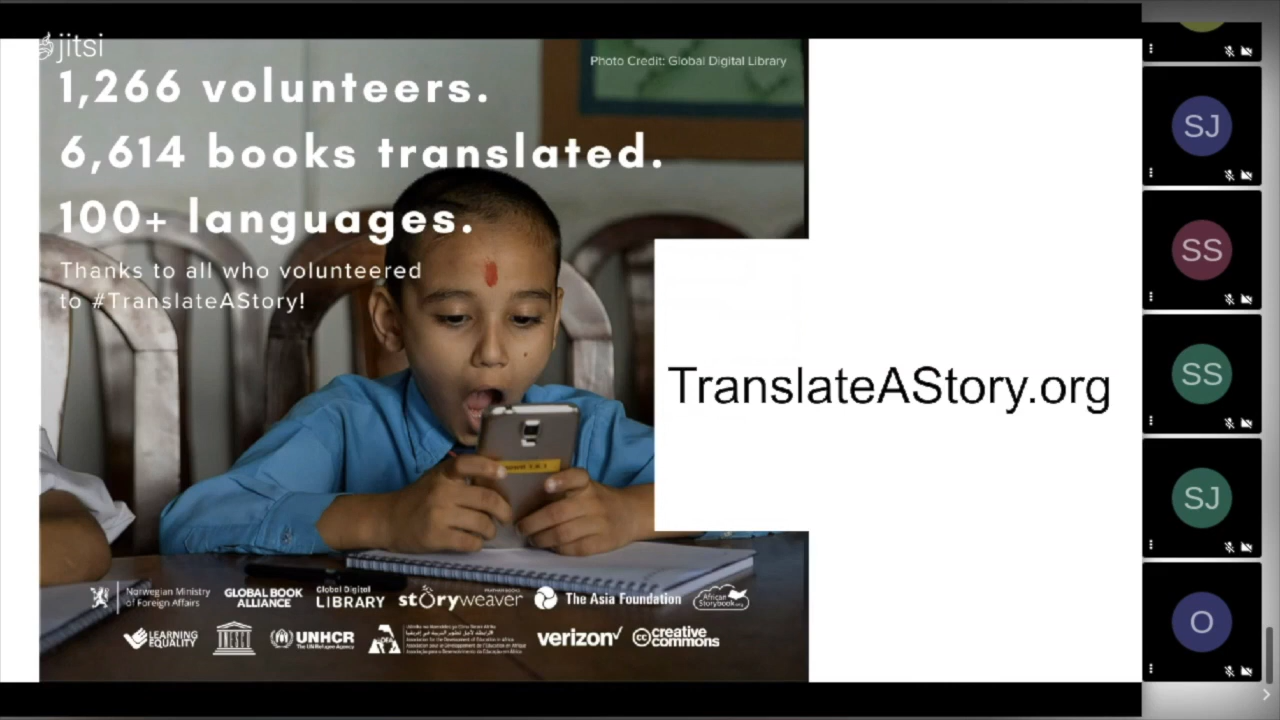 jitsi
Photo Credit: Global Digital Library
1,266 volunteers.
6,614 books translated.
100+ languages.
Thanks to all who volunteered
to #TranslateAStory!
TranslateAStory.org
Norwegian Ministry
of Foreign Affairs
GLOBAL BOOK
ALLIANCE
Global Digital
LIBRARY
storyweaver
The Asia Foundation
African
Storybook.org
LEARNING
EQUALITY
UNHCR
The UN Refugee Agency
verizon
cc creative
commons
SJ
SS
SS
SJ
O